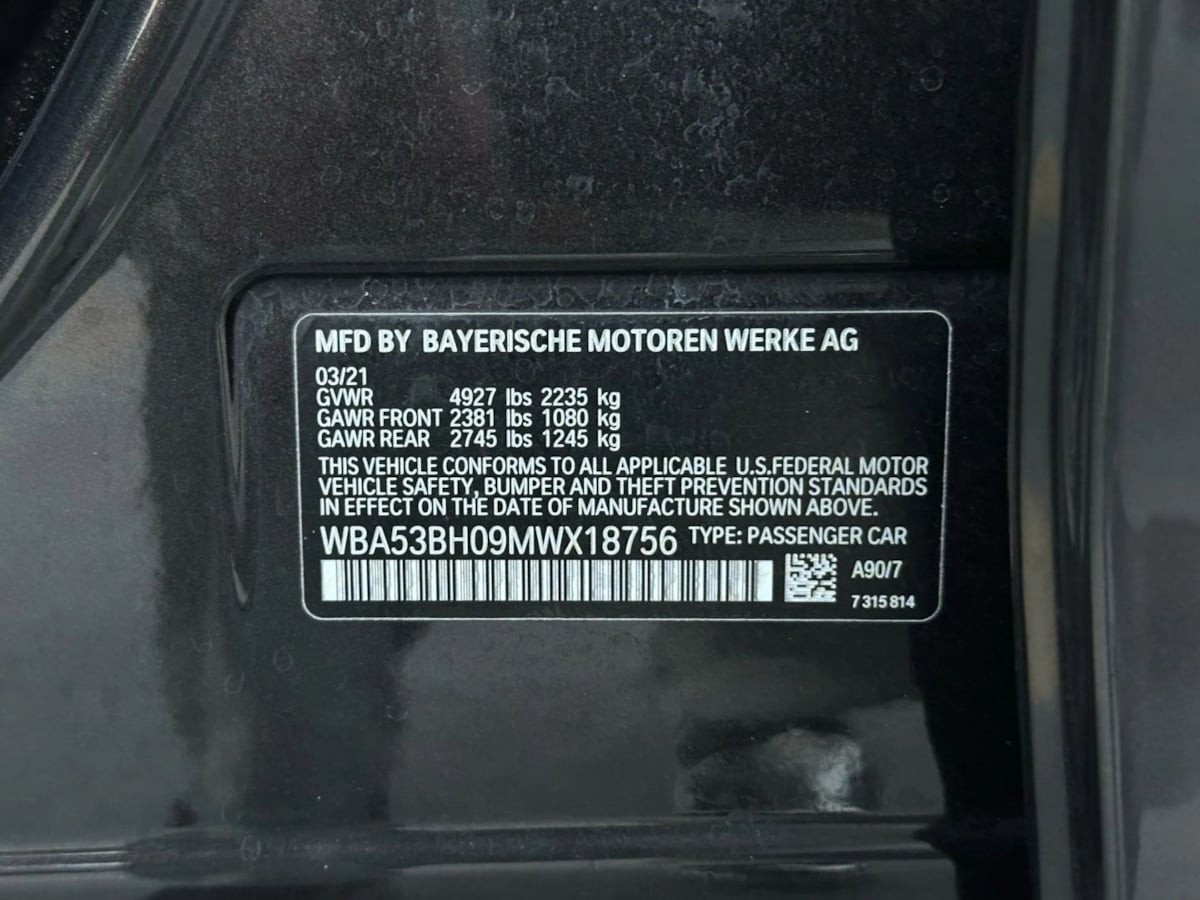 MFD BY BAYERISCHE MOTOREN WERKE AG
03/21
GVWR 4927 lbs 2235 kg
GAWR FRONT 2381 lbs 1080 kg
GAWR REAR 2745 lbs 1245 kg
THIS VEHICLE CONFORMS TO ALL APPLICABLE U.S.FEDERAL MOTOR
VEHICLE SAFETY, BUMPER AND THEFT PREVENTION STANDARDS
IN EFFECT ON THE DATE OF MANUFACTURE SHOWN ABOVE.
WBA53BH09MWX18756 TYPE: PASSENGER CAR
A90/7
7 315 814